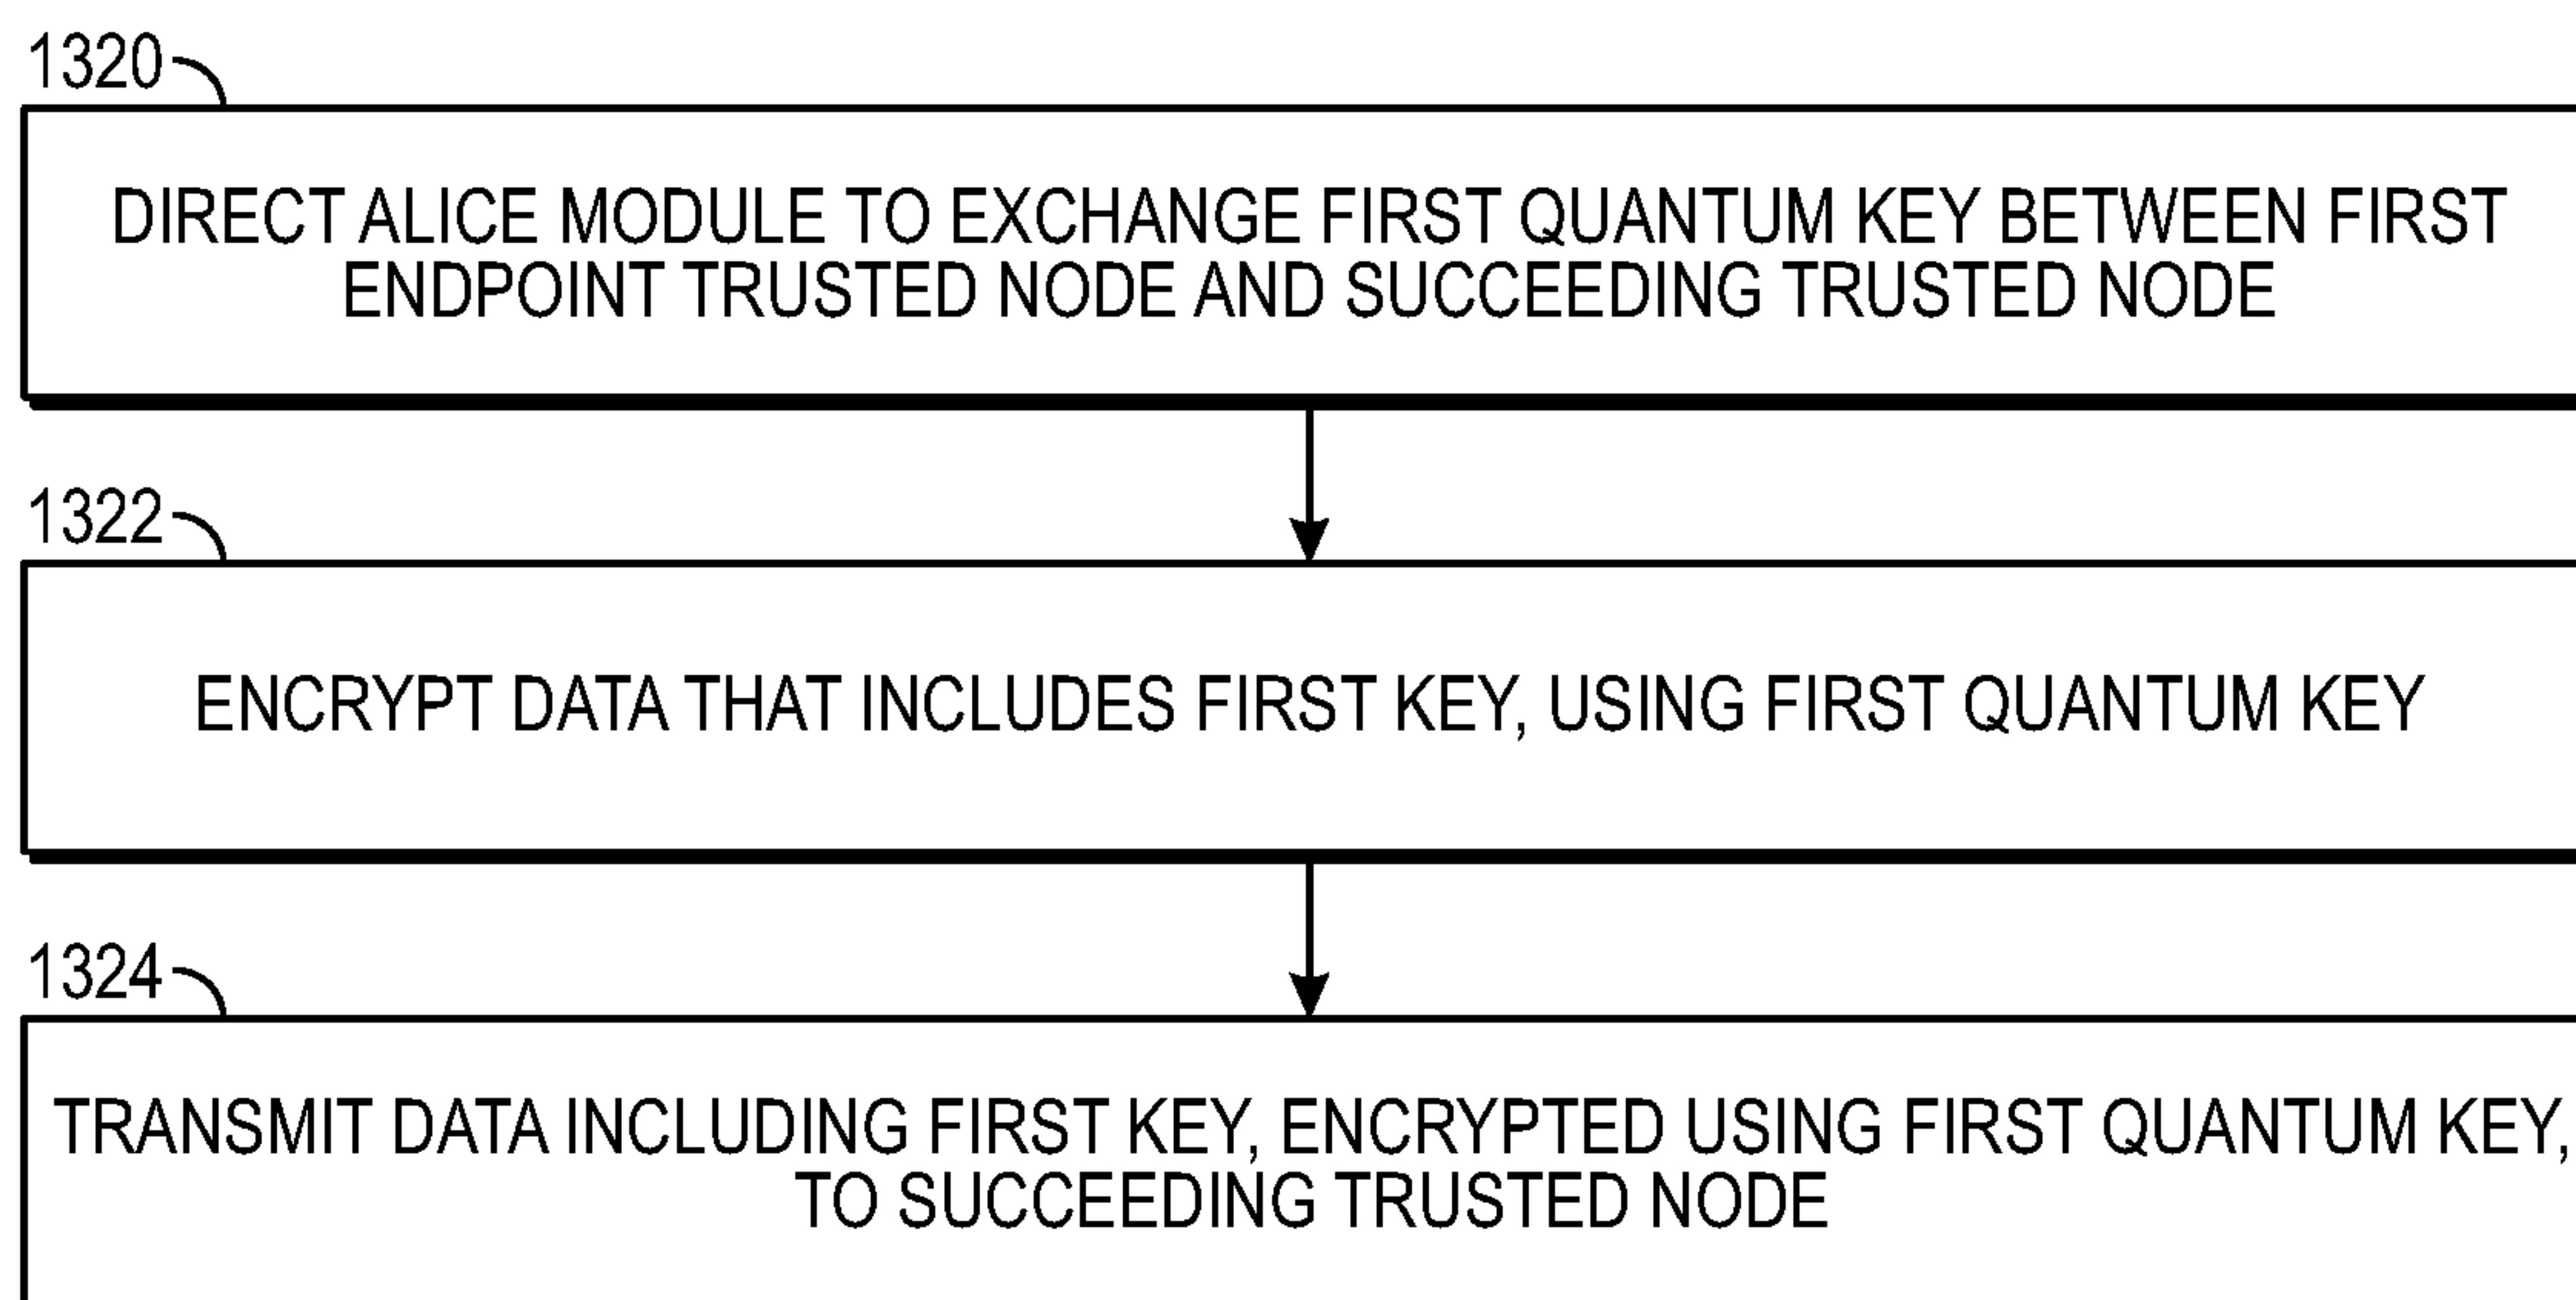 1320
DIRECT ALICE MODULE TO EXCHANGE FIRST QUANTUM KEY BETWEEN FIRST
ENDPOINT TRUSTED NODE AND SUCCEEDING TRUSTED NODE
1322
ENCRYPT DATA THAT INCLUDES FIRST KEY, USING FIRST QUANTUM KEY
1324
TRANSMIT DATA INCLUDING FIRST KEY, ENCRYPTED USING FIRST QUANTUM KEY,
TO SUCCEEDING TRUSTED NODE